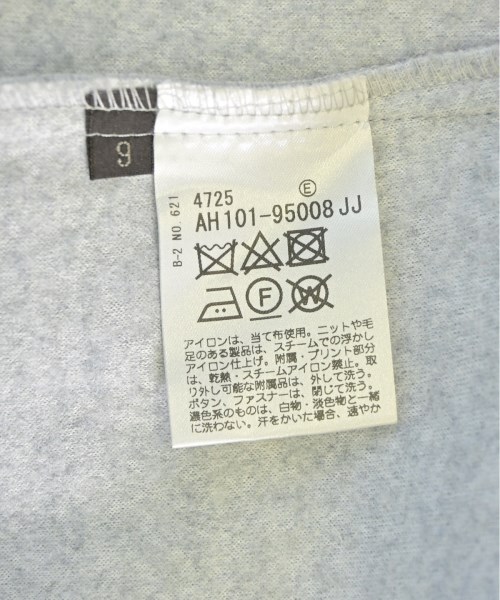 9
B-2 NO. 621
4725
E
AH101-95008 JJ
F
W
アイロンは、当て布使用。ニットや毛
足のある製品は、スチームでの浮かし
アイロン仕上げ。附属・プリント部分
は、乾熱・スチームアイロン禁止。取
り外し可能な附属品は、外して洗う。
ボタン、ファスナーは、閉じて洗う。
濃色系のものは、白物・淡色物と一緒
に洗わない。汗をかいた場合、速やか